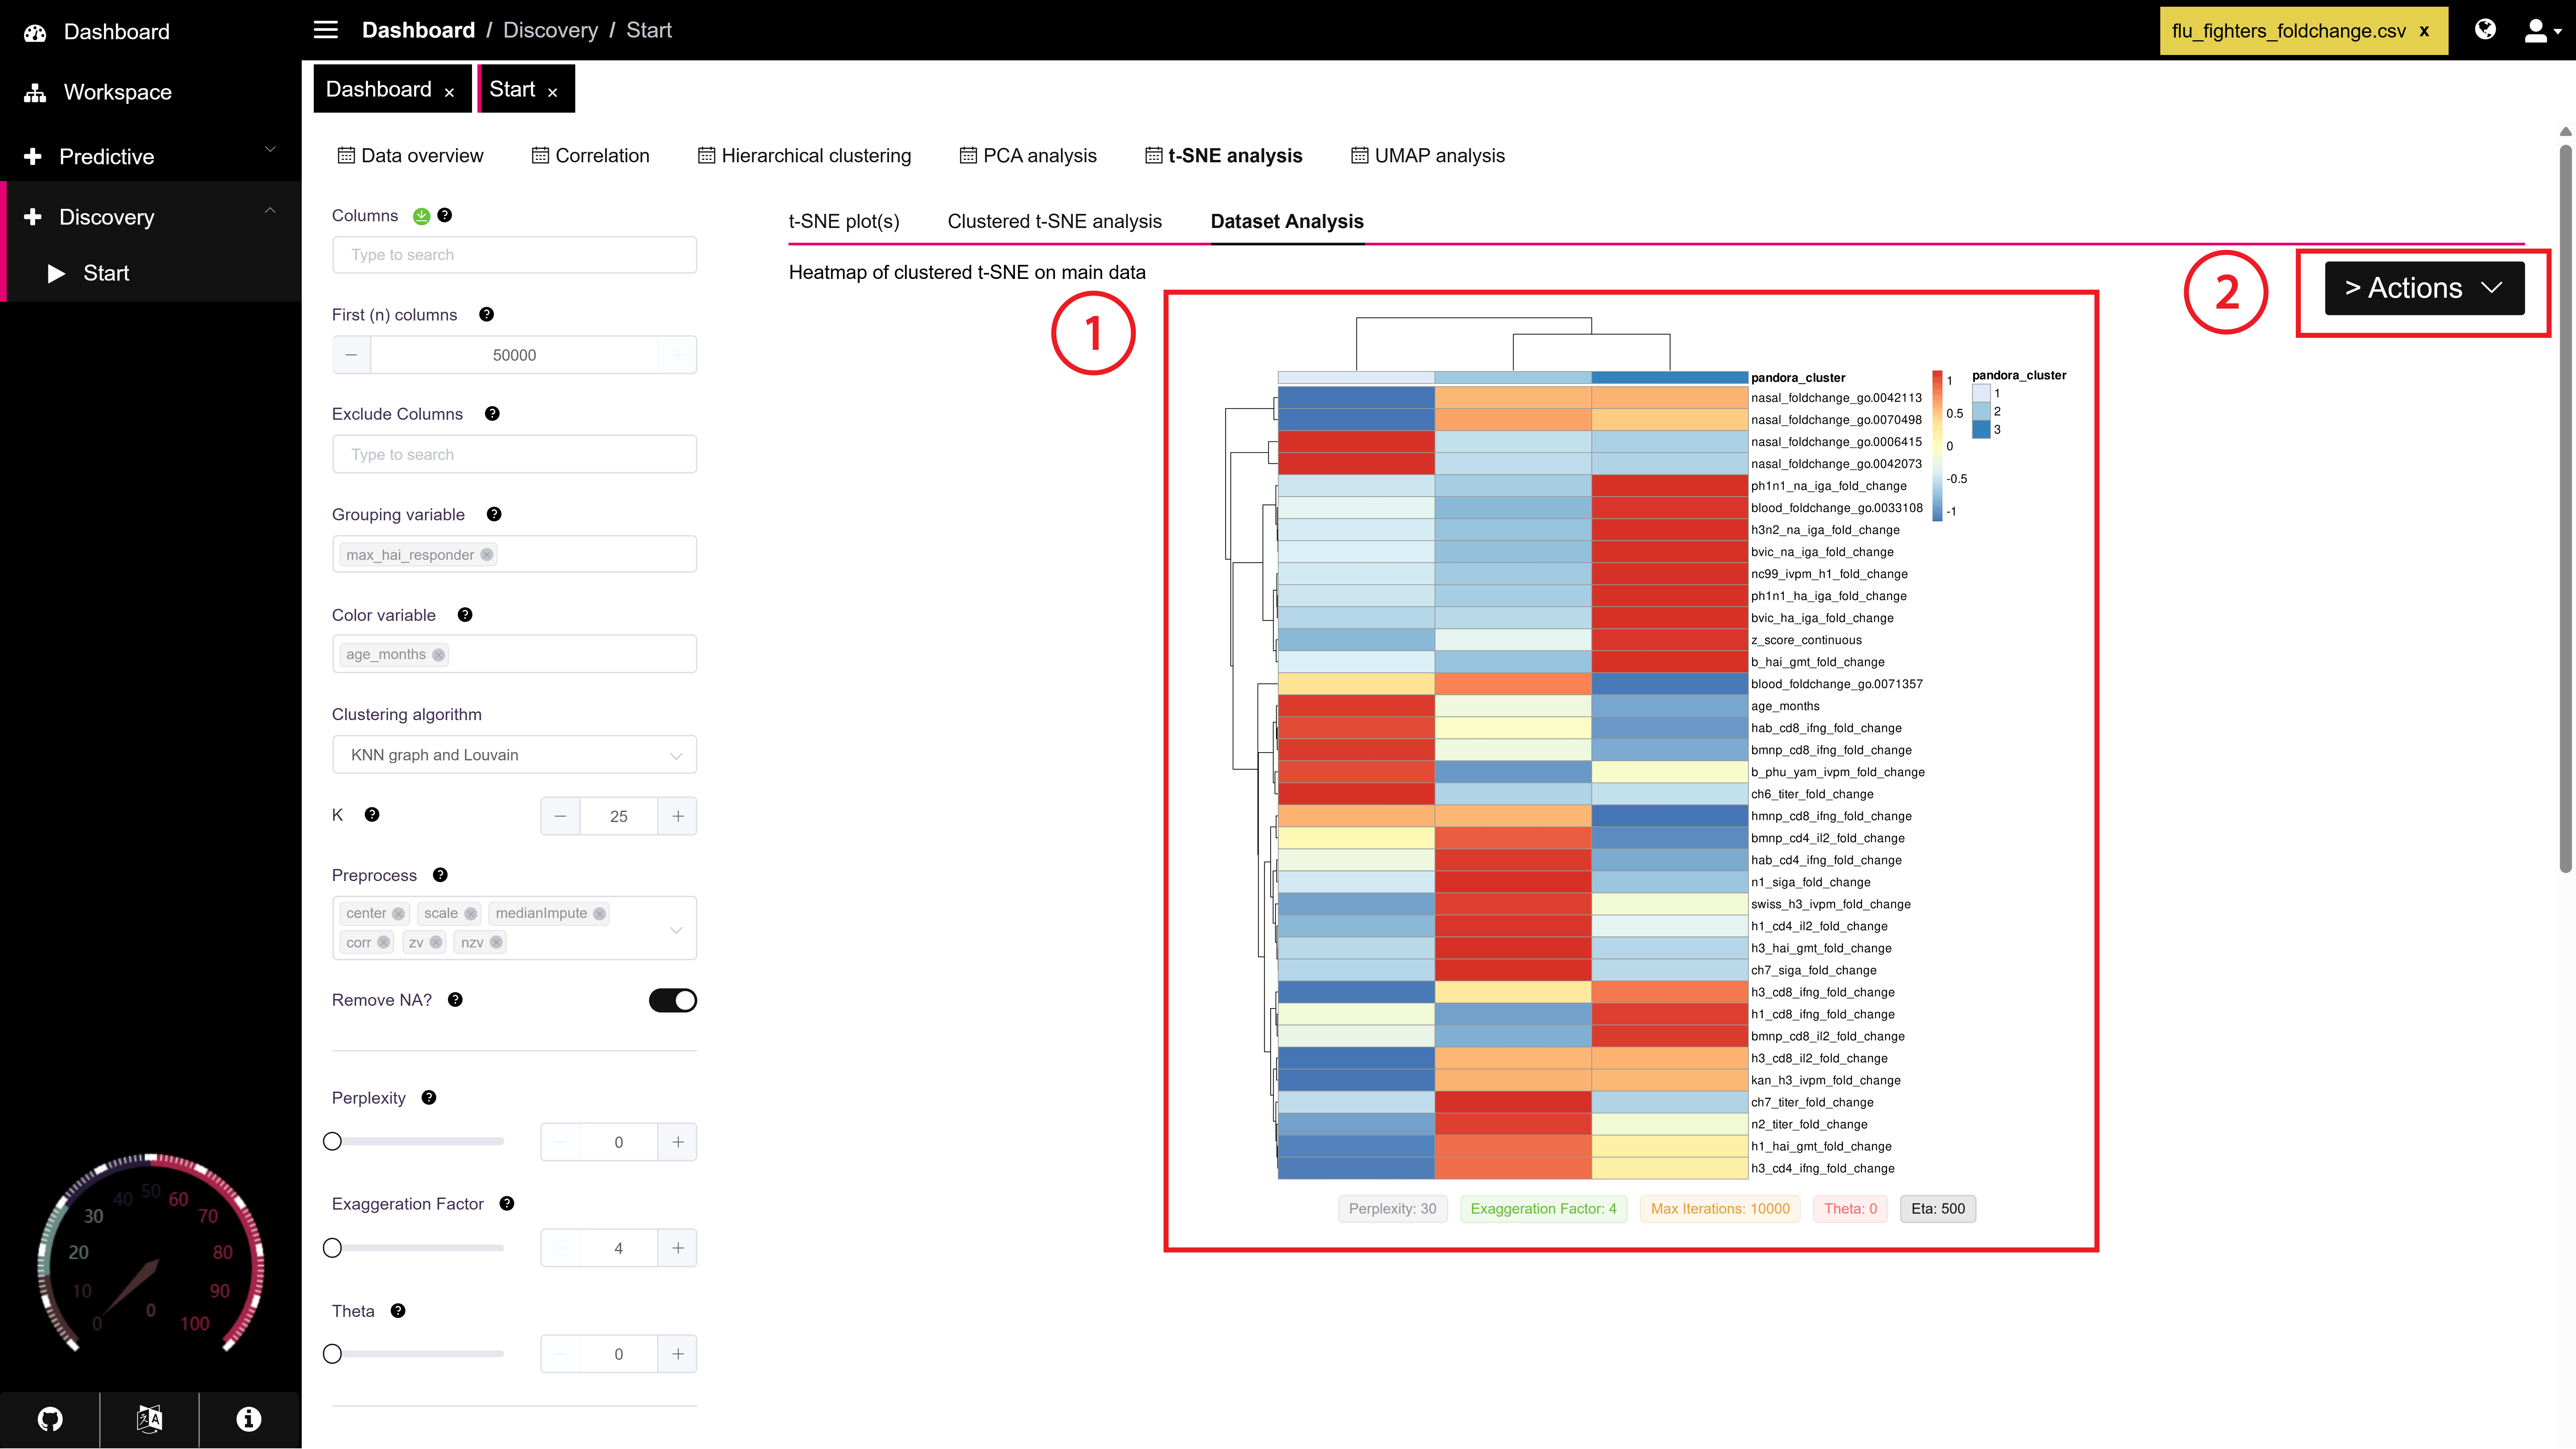 Dashboard
Workspace
Predictive
Discovery
Start
0 10 20 30 40 50 60 70 80 90 100
0
Dashboard / Discovery / Start
flu_fighters_foldchange.csv x
Dashboard x
Start x
Data overview
Correlation
Hierarchical clustering
PCA analysis
t-SNE analysis
UMAP analysis
Columns
Type to search
First (n) columns
50000
Exclude Columns
Type to search
Grouping variable
max_hai_responder
Color variable
age_months
Clustering algorithm
KNN graph and Louvain
K
25
Preprocess
center scale medianImpute
corr zv nzv
Remove NA?
Perplexity
0
Exaggeration Factor
4
Theta
0
t-SNE plot(s)
Clustered t-SNE analysis
Dataset Analysis
Heatmap of clustered t-SNE on main data
1
2
> Actions
pandora_cluster
nasal_foldchange_go.0042113
nasal_foldchange_go.0070498
nasal_foldchange_go.0006415
nasal_foldchange_go.0042073
ph1n1_na_iga_fold_change
blood_foldchange_go.0033108
h3n2_na_iga_fold_change
bvic_na_iga_fold_change
nc99_ivpm_h1_fold_change
ph1n1_ha_iga_fold_change
bvic_ha_iga_fold_change
z_score_continuous
b_hai_gmt_fold_change
blood_foldchange_go.0071357
age_months
hab_cd8_ifng_fold_change
bmnp_cd8_ifng_fold_change
b_phu_yam_ivpm_fold_change
ch6_titer_fold_change
hmnp_cd8_ifng_fold_change
bmnp_cd4_il2_fold_change
hab_cd4_ifng_fold_change
n1_siga_fold_change
swiss_h3_ivpm_fold_change
h1_cd4_il2_fold_change
h3_hai_gmt_fold_change
ch7_siga_fold_change
h3_cd8_ifng_fold_change
h1_cd8_ifng_fold_change
bmnp_cd8_il2_fold_change
h3_cd8_il2_fold_change
kan_h3_ivpm_fold_change
ch7_titer_fold_change
n2_titer_fold_change
h1_hai_gmt_fold_change
h3_cd4_ifng_fold_change
1
0.5
0
-0.5
-1
pandora_cluster
1
2
3
Perplexity: 30
Exaggeration Factor: 4
Max Iterations: 10000
Theta: 0
Eta: 500